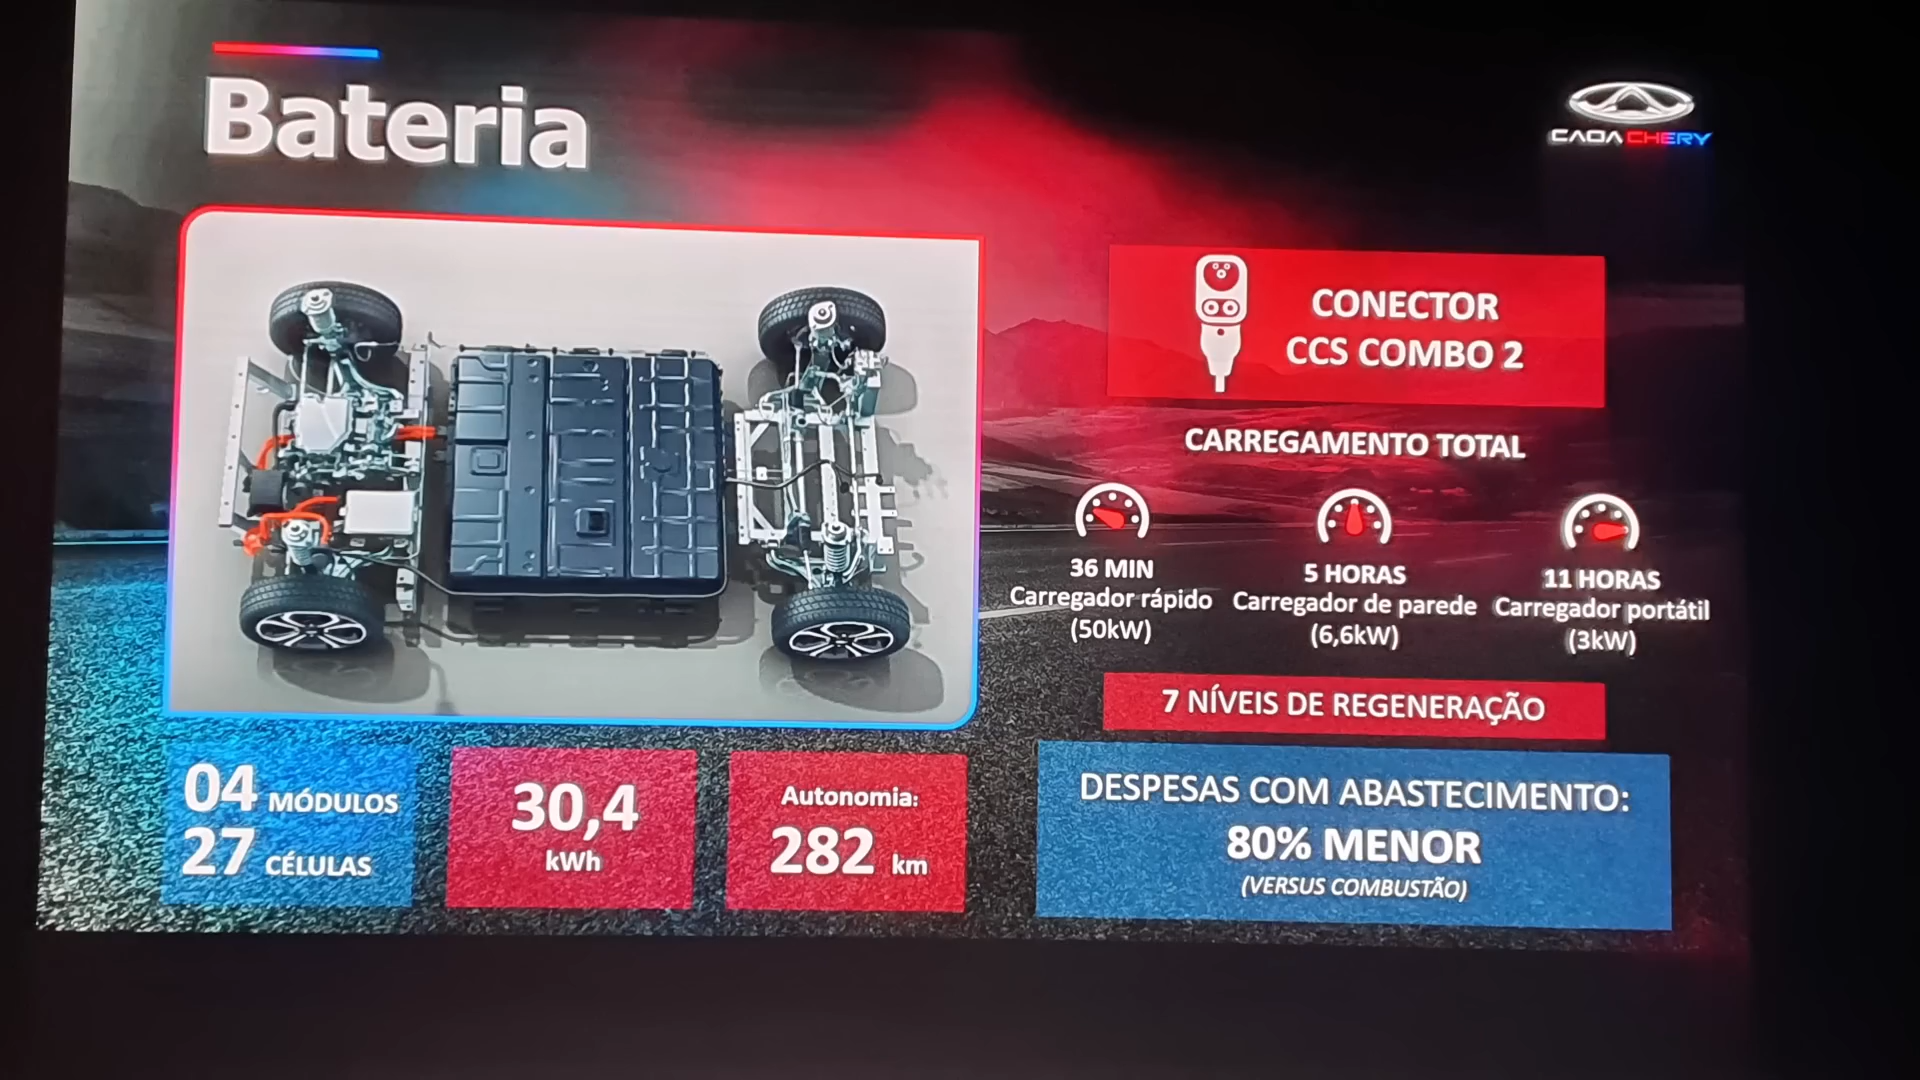 Bateria
CAOA CHERY
CONECTOR
CCS COMBO 2
CARREGAMENTO TOTAL
36 MIN
Carregador rápido
(50kW)
5 HORAS
Carregador de parede
(6,6kW)
11 HORAS
Carregador portátil
(3kW)
7 NÍVEIS DE REGENERAÇÃO
04 MÓDULOS
27 CÉLULAS
30,4
kWh
Autonomia:
282 km
DESPESAS COM ABASTECIMENTO:
80% MENOR
(VERSUS COMBUSTÃO)